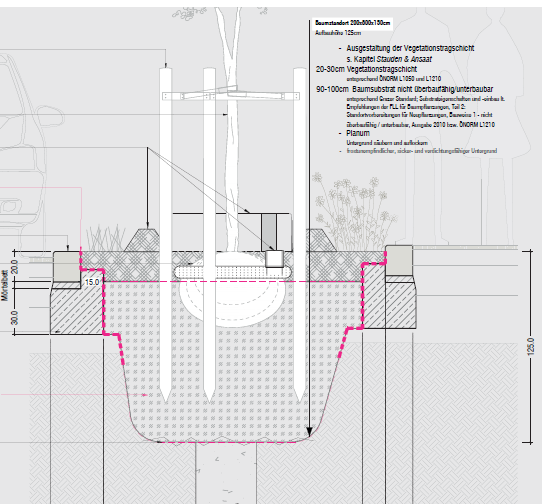 Baumstandort 200x600x150cm
Aufbauhöhe 125cm
- Ausgestaltung der Vegetationstragschicht
s. Kapitel Stauden & Ansaat
20-30cm Vegetationstragschicht
entsprechend ÖNORM L1050 und L1210
90-100cm Baumsubstrat nicht überbaufähig/unterbaubar
entsprechend Grazer Standard; Substrateigenschaften und -einbau lt.
Empfehlungen der FLL für Baumpflanzungen, Teil 2:
Standortvorbereitungen für Neupflanzungen, Bauweise 1 - nicht
überbaufähig / unterbaubar, Ausgabe 2010 bzw. ÖNORM L1210
- Planum
Untergrund säubern und auflockern
- frostunempfindlicher, sicker- und verdichtungsfähiger Untergrund
20.0
15.0
Mörtelbett
30.0
125.0